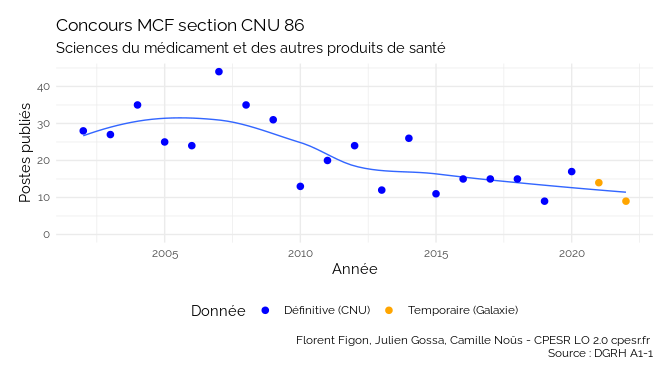 Concours MCF section CNU 86
Sciences du médicament et des autres produits de santé
Postes publiés
40
30
20
10
0
2005 2010 2015 2020
Année
Donnée Définitive (CNU) Temporaire (Galaxie)
Florent Figon, Julien Gossa, Camille Noûs - CPESR LO 2.0 cpesr.fr
Source : DGRH A1-1